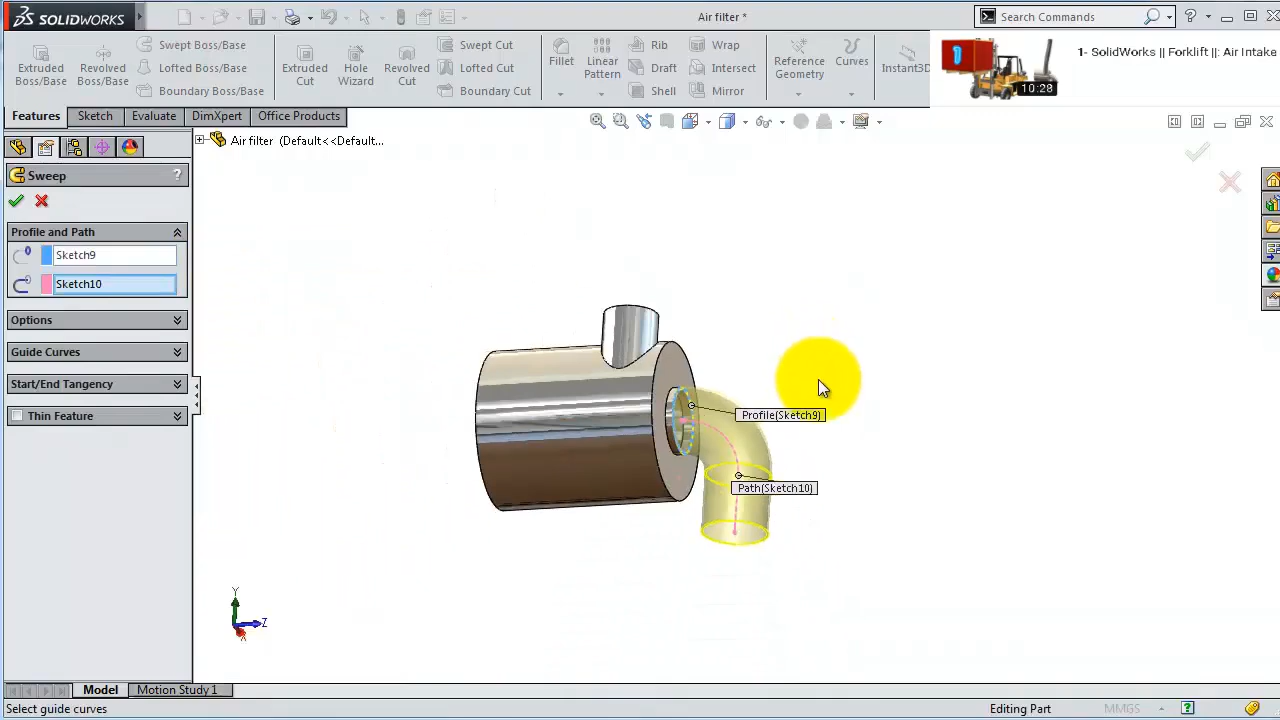 SOLIDWORKS
Air filter *
Search Commands
?
Extruded Boss/Base
Revolved Boss/Base
Swept Boss/Base
Lofted Boss/Base
Boundary Boss/Base
Extruded Cut
Hole Wizard
Revolved Cut
Swept Cut
Lofted Cut
Boundary Cut
Fillet
Linear Pattern
Rib
Draft
Shell
Wrap
Intersect
Mirror
Reference Geometry
Curves
Instant3D
1- SolidWorks || Forklift ||: Air Intake
10:28
Features
Sketch
Evaluate
DimXpert
Office Products
Air filter (Default<<Default...
Sweep
?
Profile and Path
Sketch9
Sketch10
Options
Guide Curves
Start/End Tangency
Thin Feature
Profile(Sketch9)
Path(Sketch10)
Y
Z
X
Model
Motion Study 1
Select guide curves
Editing Part
MMGS
?